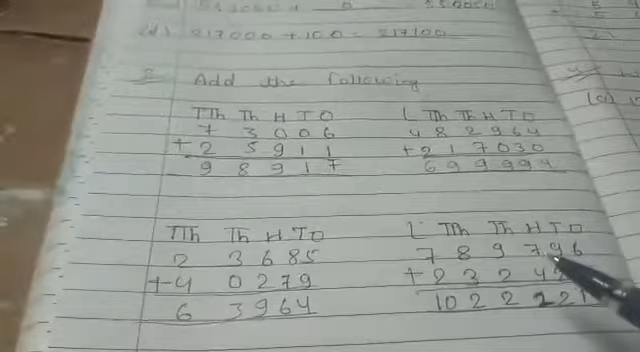 (d) 217000 + 100 = 217100
Add the following
TTh Th H T O
7 3 0 0 6
+ 2 5 9 1 1
9 8 9 1 7
L TTh Th H T O
4 8 2 9 6 4
+ 2 1 7 0 3 0
6 9 9 9 9 4
TTh Th H T O
2 3 6 8 5
+ 4 0 2 7 9
6 3 9 6 4
L TTh Th H T O
7 8 9 7 9 6
+ 2 3 2 4
10 2 2 2 2 1